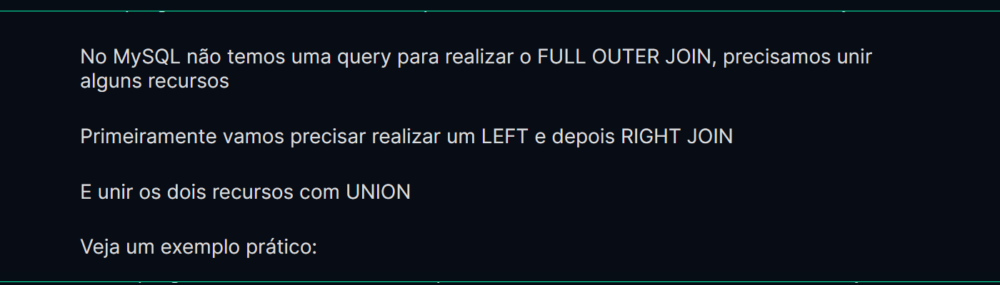 No MySQL não temos uma query para realizar o FULL OUTER JOIN, precisamos unir
alguns recursos
Primeiramente vamos precisar realizar um LEFT e depois RIGHT JOIN
E unir os dois recursos com UNION
Veja um exemplo prático: